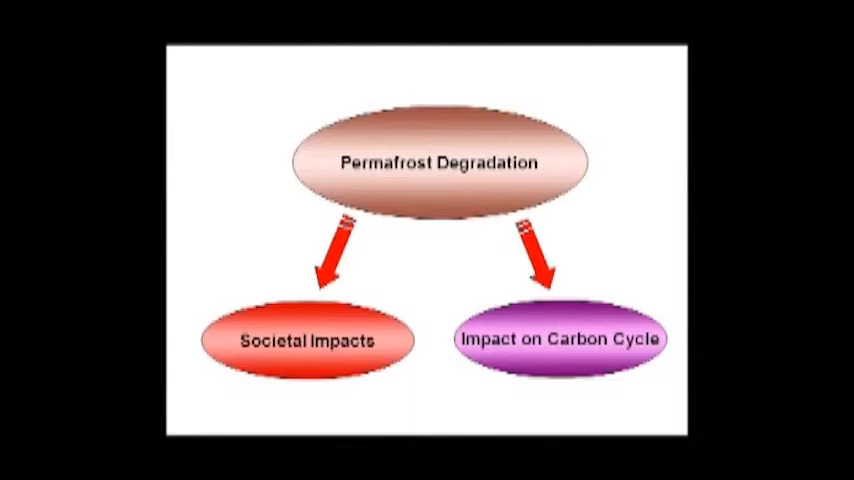 Permafrost Degradation
Societal Impacts
Impact on Carbon Cycle